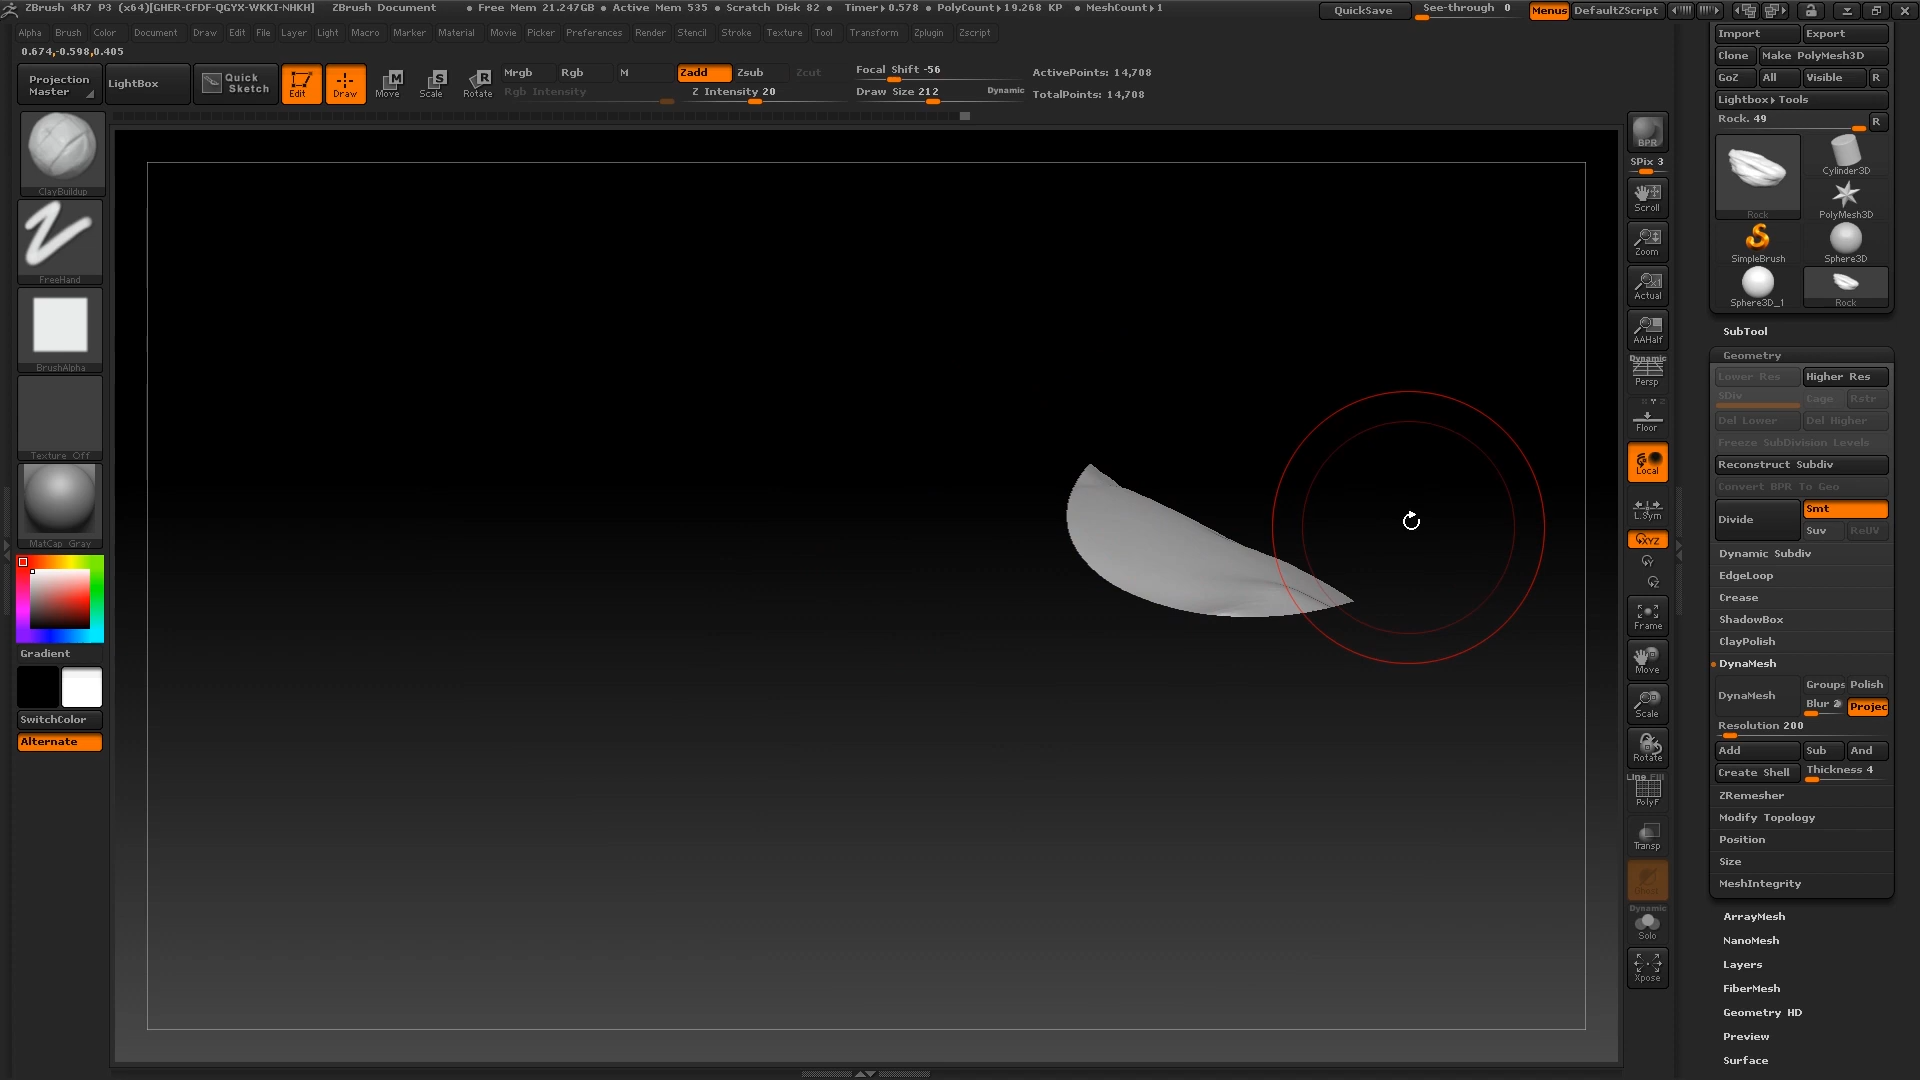 ZBrush 4R7 P3 (x64)[GHER-CFDF-QGYX-WKKI-NHKH] ZBrush Document • Free Mem 21.247GB • Active Mem 535 • Scratch Disk 82 • Timer▸0.578 • PolyCount▸19.268 KP • MeshCount▸1 QuickSave See-through 0 Menus DefaultZScript
Alpha Brush Color Document Draw Edit File Layer Light Macro Marker Material Movie Picker Preferences Render Stencil Stroke Texture Tool Transform Zplugin Zscript
0.674,-0.598,0.405
Projection Master
LightBox
Quick Sketch
Edit
Draw
Move
Scale
Rotate
Mrgb Rgb M
Rgb Intensity
Zadd Zsub Zcut
Z Intensity 20
Focal Shift -56
Draw Size 212
Dynamic
ActivePoints: 14,708
TotalPoints: 14,708
ClayBuildup
FreeHand
BrushAlpha
Texture Off
MatCap Gray
Gradient
SwitchColor
Alternate
BPR
SPix 3
Scroll
Zoom
Actual
AAHalf
Dynamic
Persp
Floor
Local
L.Sym
XYZ
Y
Z
Frame
Move
Scale
Rotate
Line Fill
PolyF
Transp
Ghost
Dynamic
Solo
Xpose
Import Export
Clone Make PolyMesh3D
GoZ All Visible R
Lightbox▸Tools
Rock. 49 R
Rock
Cylinder3D
PolyMesh3D
SimpleBrush
Sphere3D
Sphere3D_1
Rock
SubTool
Geometry
Lower Res Higher Res
SDiv Cage Rstr
Del Lower Del Higher
Freeze SubDivision Levels
Reconstruct Subdiv
Convert BPR To Geo
Divide Smt
Suv ReUV
Dynamic Subdiv
EdgeLoop
Crease
ShadowBox
ClayPolish
DynaMesh
DynaMesh Groups Polish
Blur 2 Projec
Resolution 200
Add Sub And
Create Shell Thickness 4
ZRemesher
Modify Topology
Position
Size
MeshIntegrity
ArrayMesh
NanoMesh
Layers
FiberMesh
Geometry HD
Preview
Surface